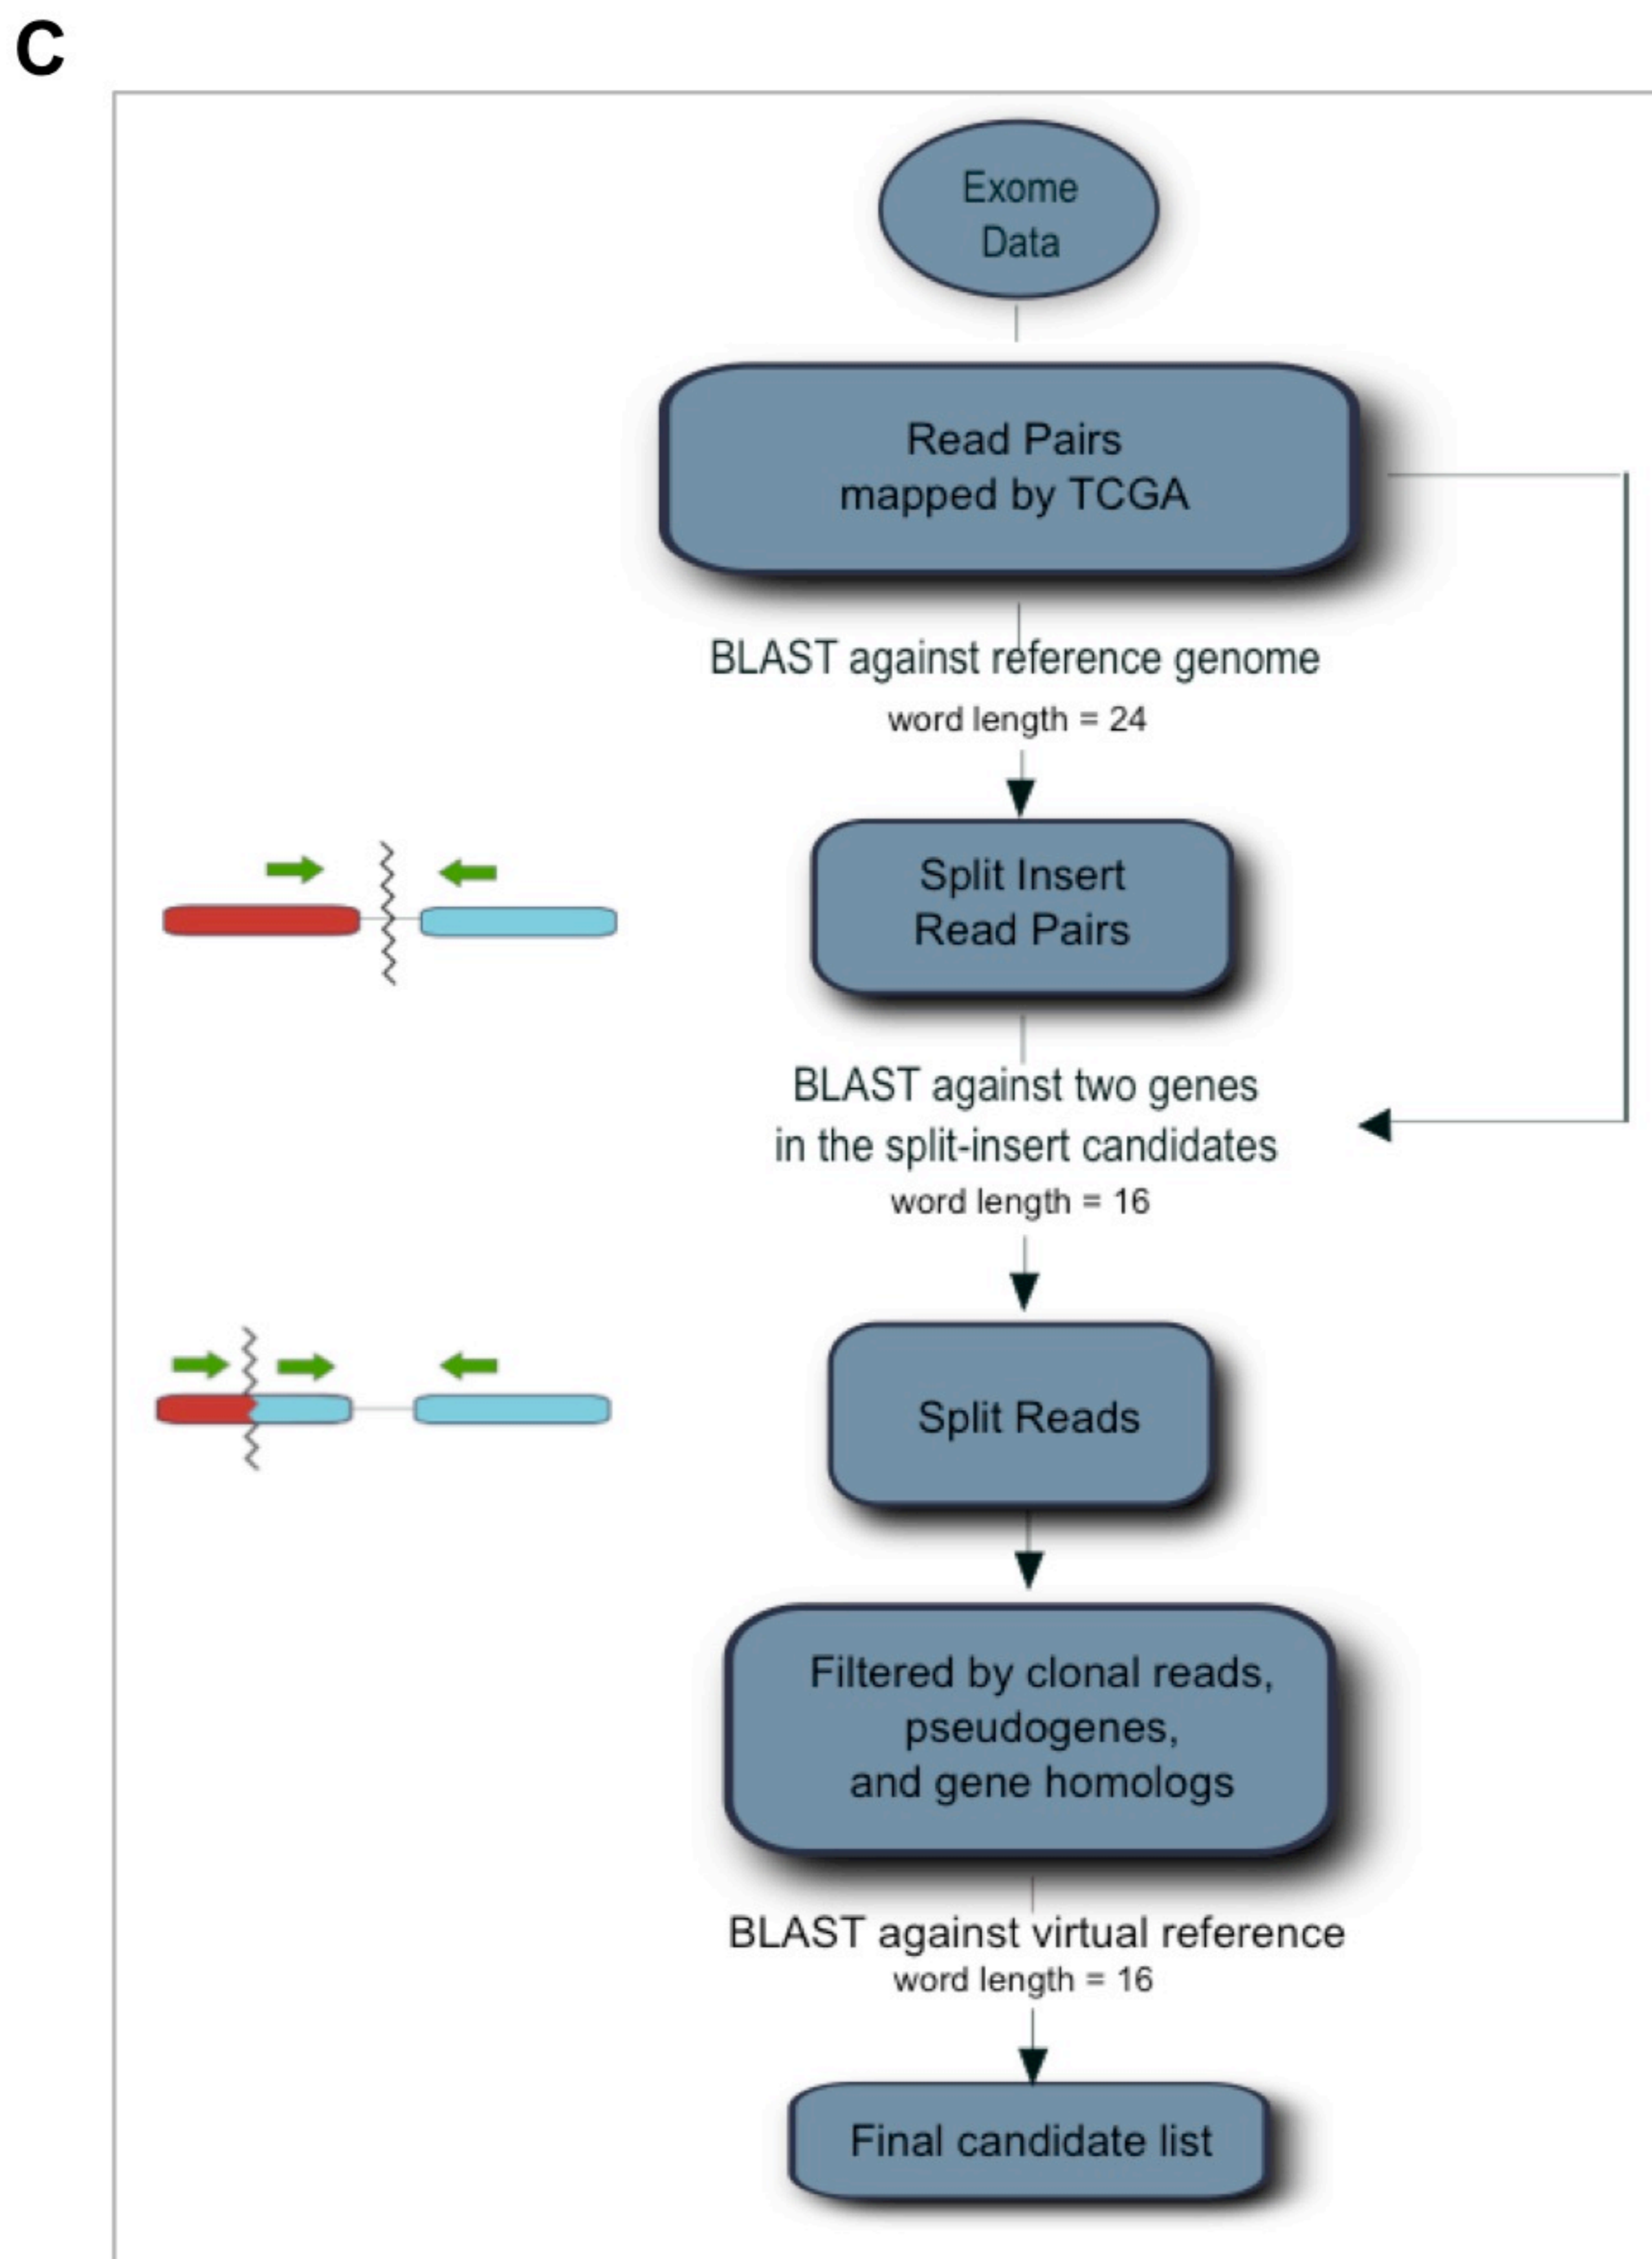 C
Exome
Data
Read Pairs
mapped by TCGA
BLAST against reference genome
word length = 24
Split Insert
Read Pairs
BLAST against two genes
in the split-insert candidates
word length = 16
Split Reads
Filtered by clonal reads,
pseudogenes,
and gene homologs
BLAST against virtual reference
word length = 16
Final candidate list